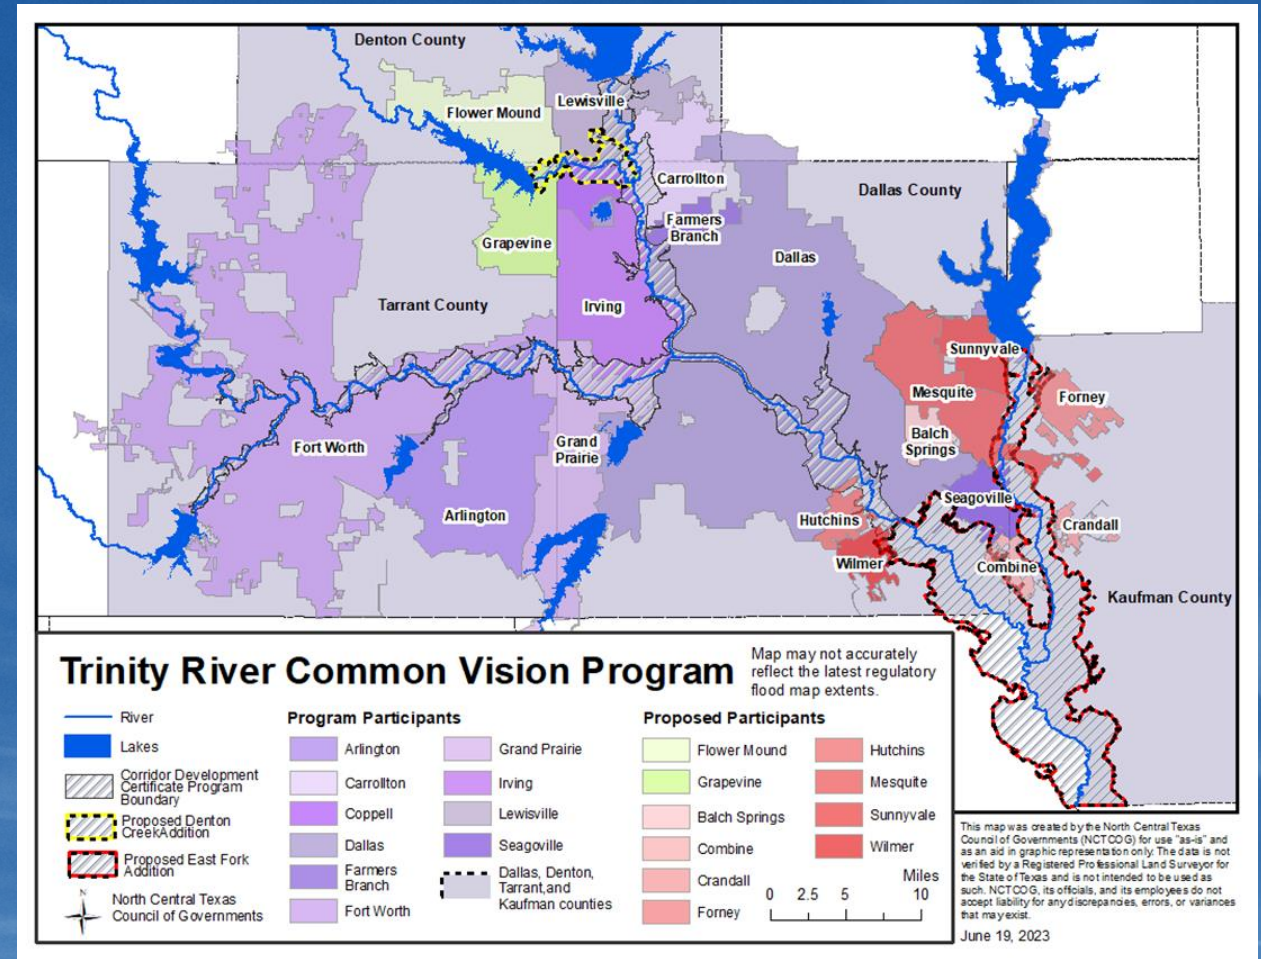 Denton County
Flower Mound
Lewisville
Carrollton
Dallas County
Farmers
Branch
Grapevine
Dallas
Tarrant County
Irving
Sunnyvale
Mesquite
Forney
Balch
Springs
Grand
Prairie
Fort Worth
Seagoville
Arlington
Hutchins
Crandall
Wilmer
Combine
Kaufman County
Trinity River Common Vision Program
Map may not accurately
reflect the latest regulatory
flood map extents.
River
Lakes
Corridor Development
Certificate Program
Boundary
Proposed Denton
CreekAddition
Proposed East Fork
Addition
N
North Central Texas
Council of Governments
Program Participants
Arlington
Carrollton
Coppell
Dallas
Farmers
Branch
Fort Worth
Grand Prairie
Irving
Lewisville
Seagoville
Dallas, Denton,
Tarrant,and
Kaufman counties
Proposed Participants
Flower Mound
Grapevine
Balch Springs
Combine
Crandall
Forney
Hutchins
Mesquite
Sunnyvale
Wilmer
Miles
0 2.5 5 10
This map was created by the North Central Texas
Council of Governments (NCTCOG) for use "as-is" and
as an aid in graphic representation only. The data is not
verified by a Registered Professional Land Surveyor for
the State of Texas and is not intended to be used as
such. NCTCOG, its officials, and its employees do not
accept liability for any discrepancies, errors, or variances
that may exist.
June 19, 2023